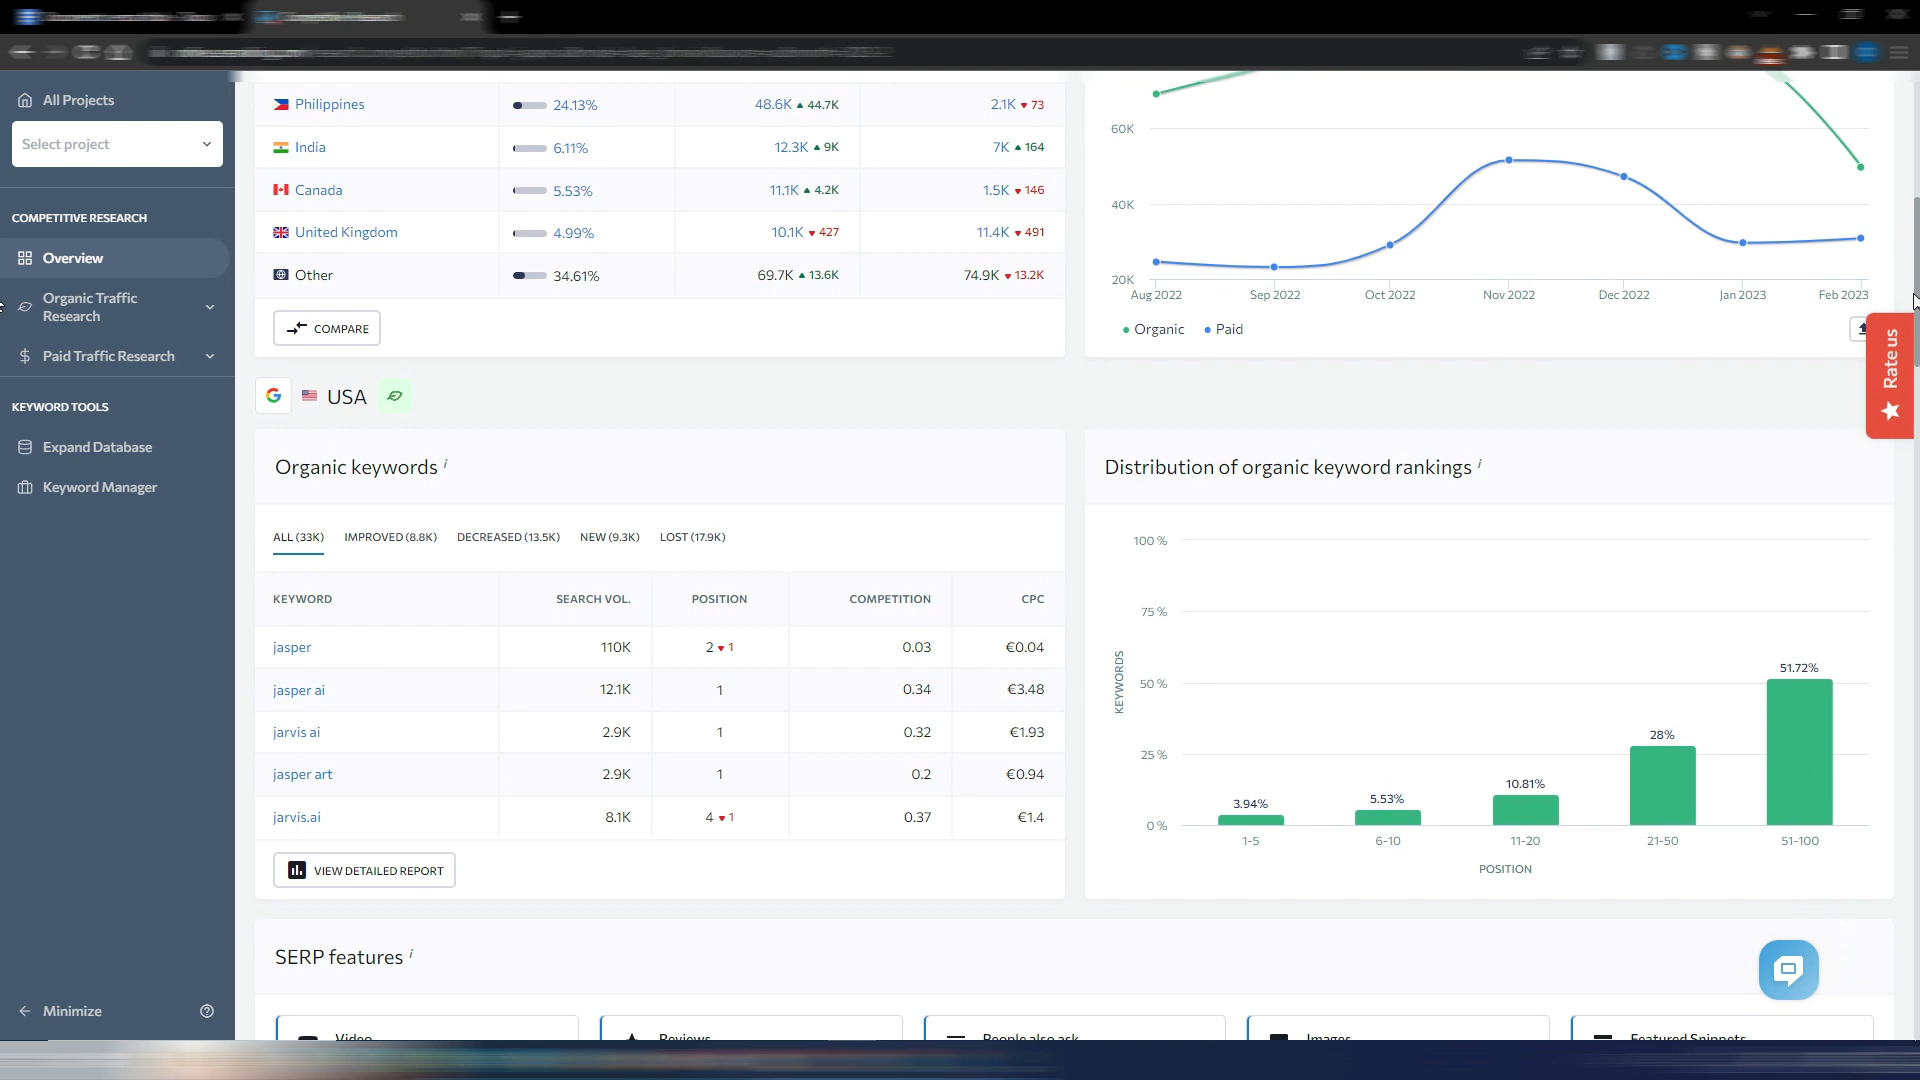 All Projects
Select project
COMPETITIVE RESEARCH
Overview
Organic Traffic
Research
Paid Traffic Research
KEYWORD TOOLS
Expand Database
Keyword Manager
Minimize
Philippines 24.13% 48.6K 44.7K 2.1K 73
India 6.11% 12.3K 9K 7K 164
Canada 5.53% 11.1K 4.2K 1.5K 146
United Kingdom 4.99% 10.1K 427 11.4K 491
Other 34.61% 69.7K 13.6K 74.9K 13.2K
COMPARE
60K
40K
20K
Aug 2022 Sep 2022 Oct 2022 Nov 2022 Dec 2022 Jan 2023 Feb 2023
Organic Paid
Rate us
G USA
Organic keywords i
ALL (33K) IMPROVED (8.8K) DECREASED (13.5K) NEW (9.3K) LOST (17.9K)
KEYWORD SEARCH VOL. POSITION COMPETITION CPC
jasper 110K 2 1 0.03 €0.04
jasper ai 12.1K 1 0.34 €3.48
jarvis ai 2.9K 1 0.32 €1.93
jasper art 2.9K 1 0.2 €0.94
jarvis.ai 8.1K 4 1 0.37 €1.4
VIEW DETAILED REPORT
Distribution of organic keyword rankings i
100 %
75 %
50 %
25 %
0 %
KEYWORDS
3.94% 5.53% 10.81% 28% 51.72%
1-5 6-10 11-20 21-50 51-100
POSITION
SERP features i
Video Reviews People also ask Images Featured Snippets